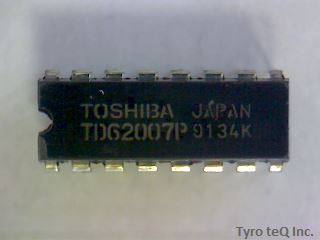 TOSHIBA JAPAN
TD62007P 9134K
Tyro teQ Inc.